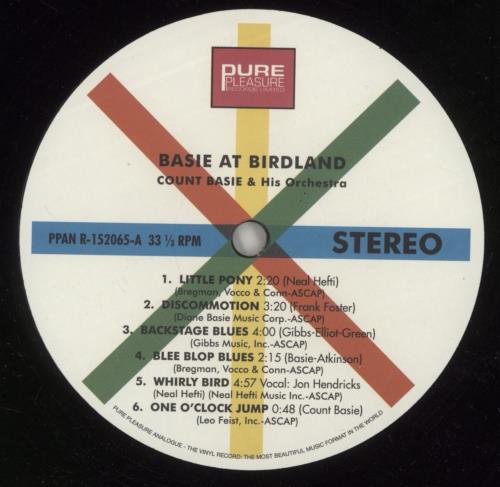 PURE
PLEASURE
RECORDS LIMITED
BASIE AT BIRDLAND
COUNT BASIE & His Orchestra
PPAN R-152065-A 33 ⅓ RPM
STEREO
1. LITTLE PONY 2:20 (Neal Hefti)
(Bregman, Vocco & Conn-ASCAP)
2. DISCOMMOTION 3:20 (Frank Foster)
(Diane Basie Music Corp.-ASCAP)
3. BACKSTAGE BLUES 4:00 (Gibbs-Elliot-Green)
(Gibbs Music, Inc.-ASCAP)
4. BLEE BLOP BLUES 2:15 (Basie-Atkinson)
(Bregman, Vocco & Conn-ASCAP)
5. WHIRLY BIRD 4:57 Vocal: Jon Hendricks
(Neal Hefti) (Neal Hefti Music Inc.-ASCAP)
6. ONE O'CLOCK JUMP 0:48 (Count Basie)
(Leo Feist, Inc.-ASCAP)
PURE PLEASURE ANALOGUE - THE VINYL RECORD: THE MOST BEAUTIFUL MUSIC FORMAT IN THE WORLD